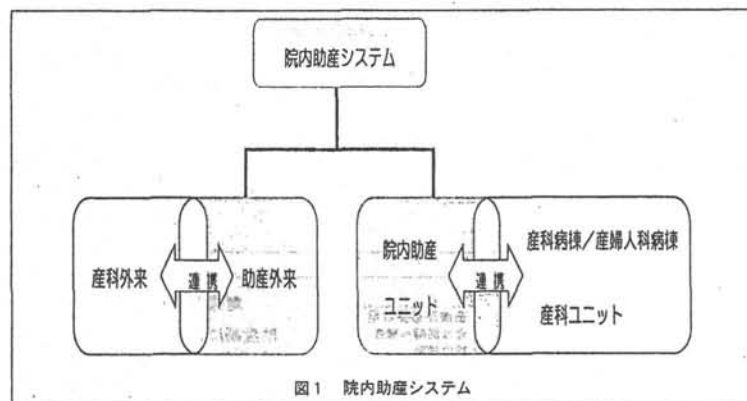 院内助産システム
産科外来
連携
助産外来
院内助産
ユニット
連携
産科病棟／産婦人科病棟
産科ユニット
図1 院内助産システム